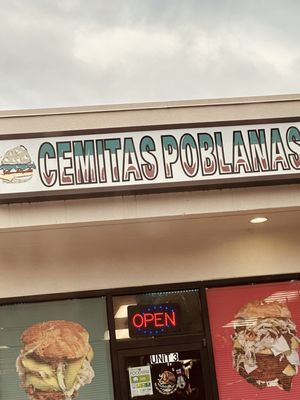 CEMITAS POBLANAS
OPEN
UNIT 3